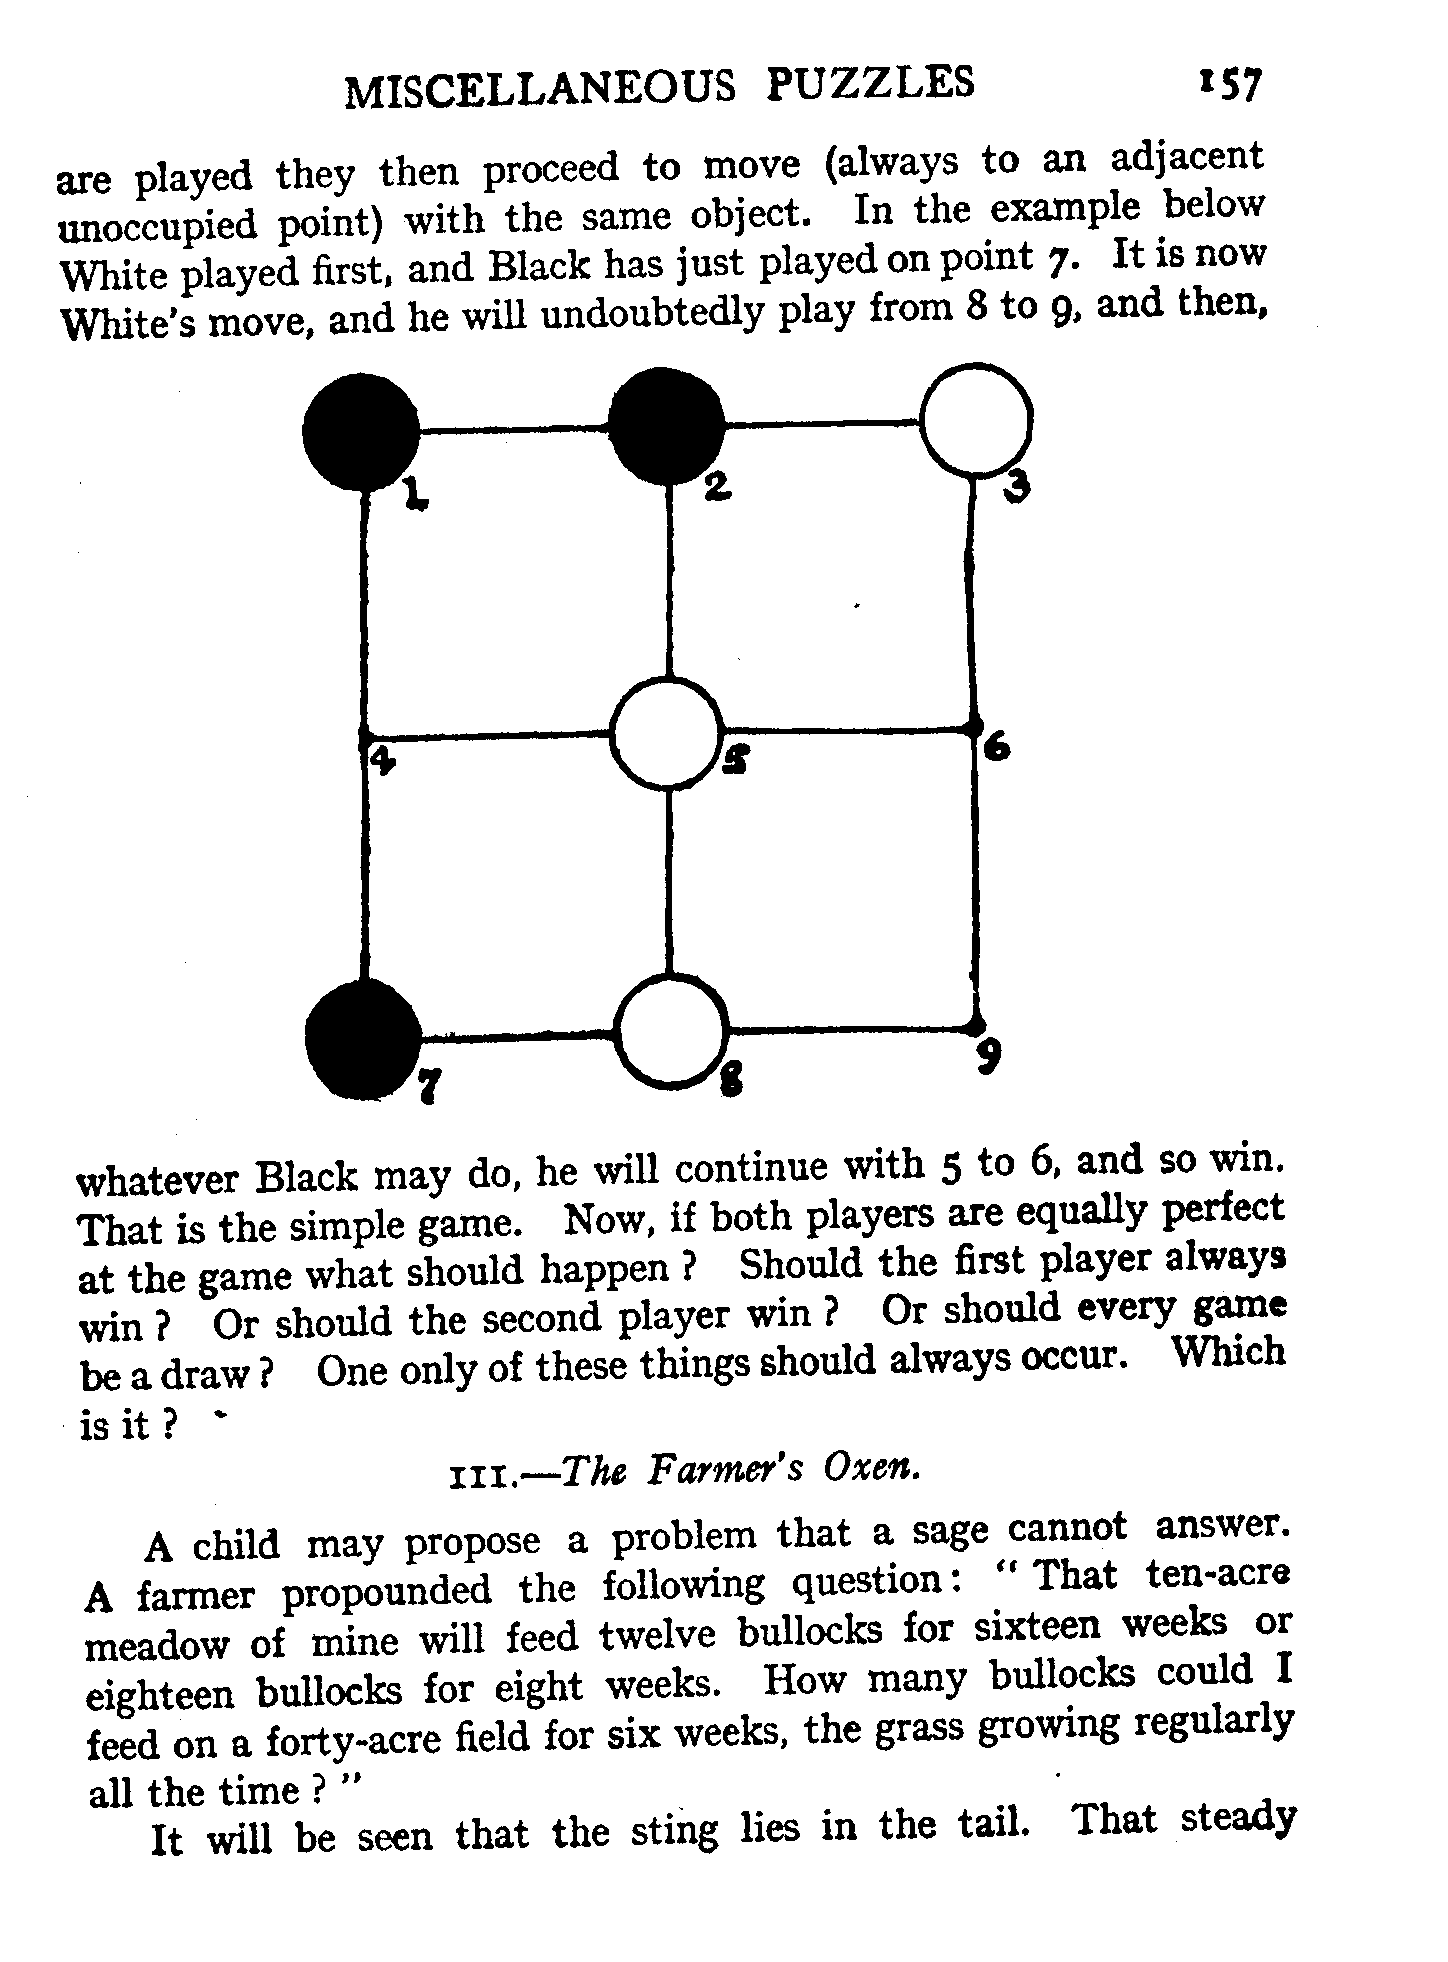 MISCELLANEOUS PUZZLES 157
are played they then proceed to move (always to an adjacent
unoccupied point) with the same object. In the example below
White played first, and Black has just played on point 7. It is now
White's move, and he will undoubtedly play from 8 to 9, and then,
1 2 3
4 5 6
7 8 9
whatever Black may do, he will continue with 5 to 6, and so win.
That is the simple game. Now, if both players are equally perfect
at the game what should happen ? Should the first player always
win ? Or should the second player win ? Or should every game
be a draw ? One only of these things should always occur. Which
is it ?
III.—The Farmer's Oxen.
A child may propose a problem that a sage cannot answer.
A farmer propounded the following question: “ That ten-acre
meadow of mine will feed twelve bullocks for sixteen weeks or
eighteen bullocks for eight weeks. How many bullocks could I
feed on a forty-acre field for six weeks, the grass growing regularly
all the time ? ”
It will be seen that the sting lies in the tail. That steady